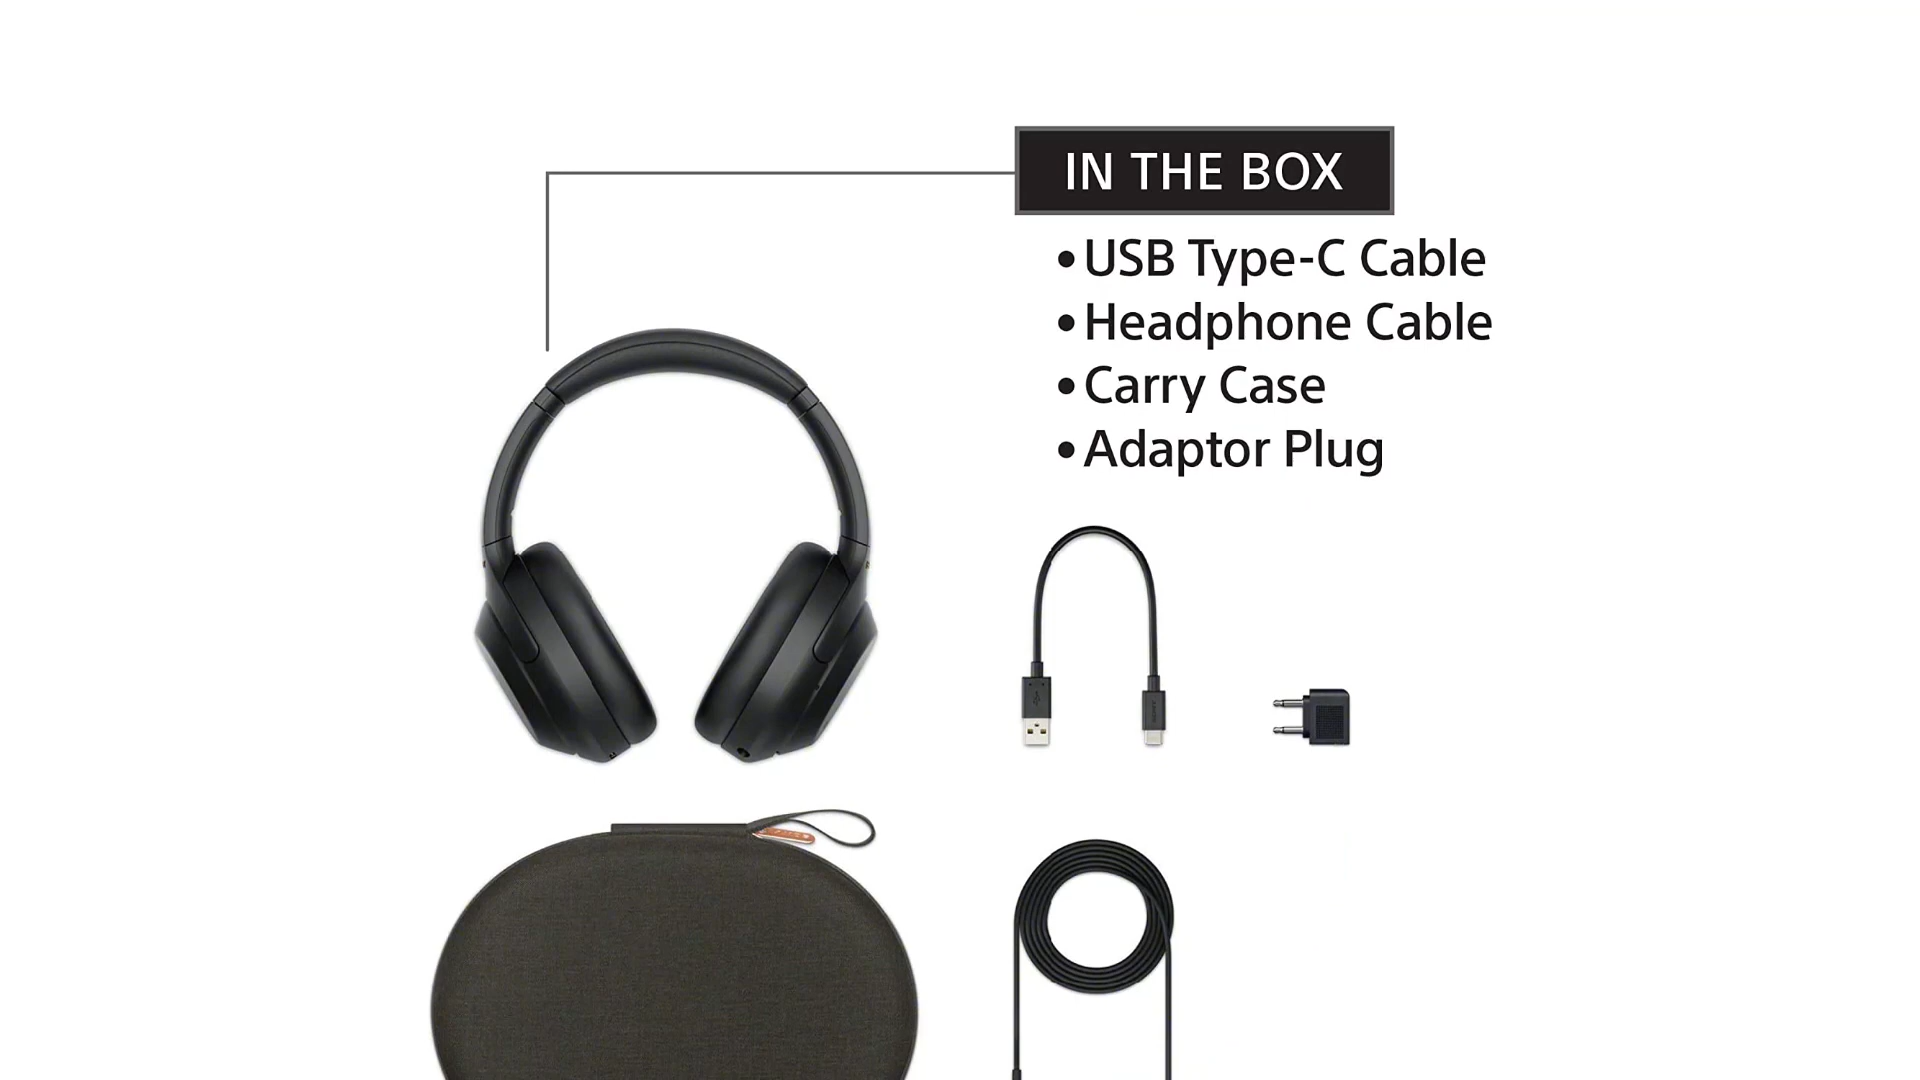 IN THE BOX
•USB Type-C Cable
•Headphone Cable
•Carry Case
•Adaptor Plug